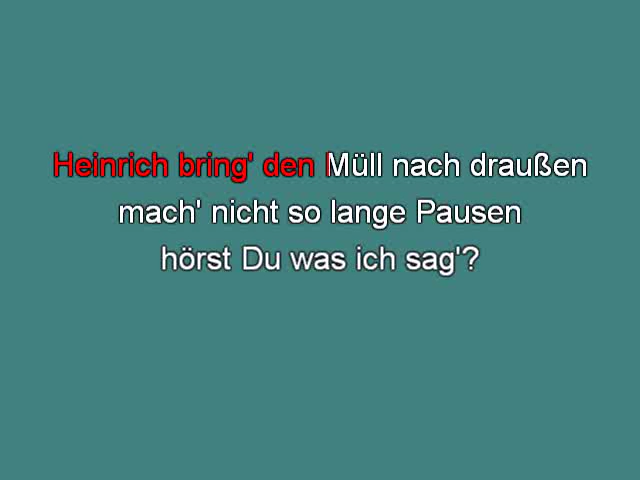 Heinrich bring' den Müll nach draußen
mach' nicht so lange Pausen
hörst Du was ich sag'?